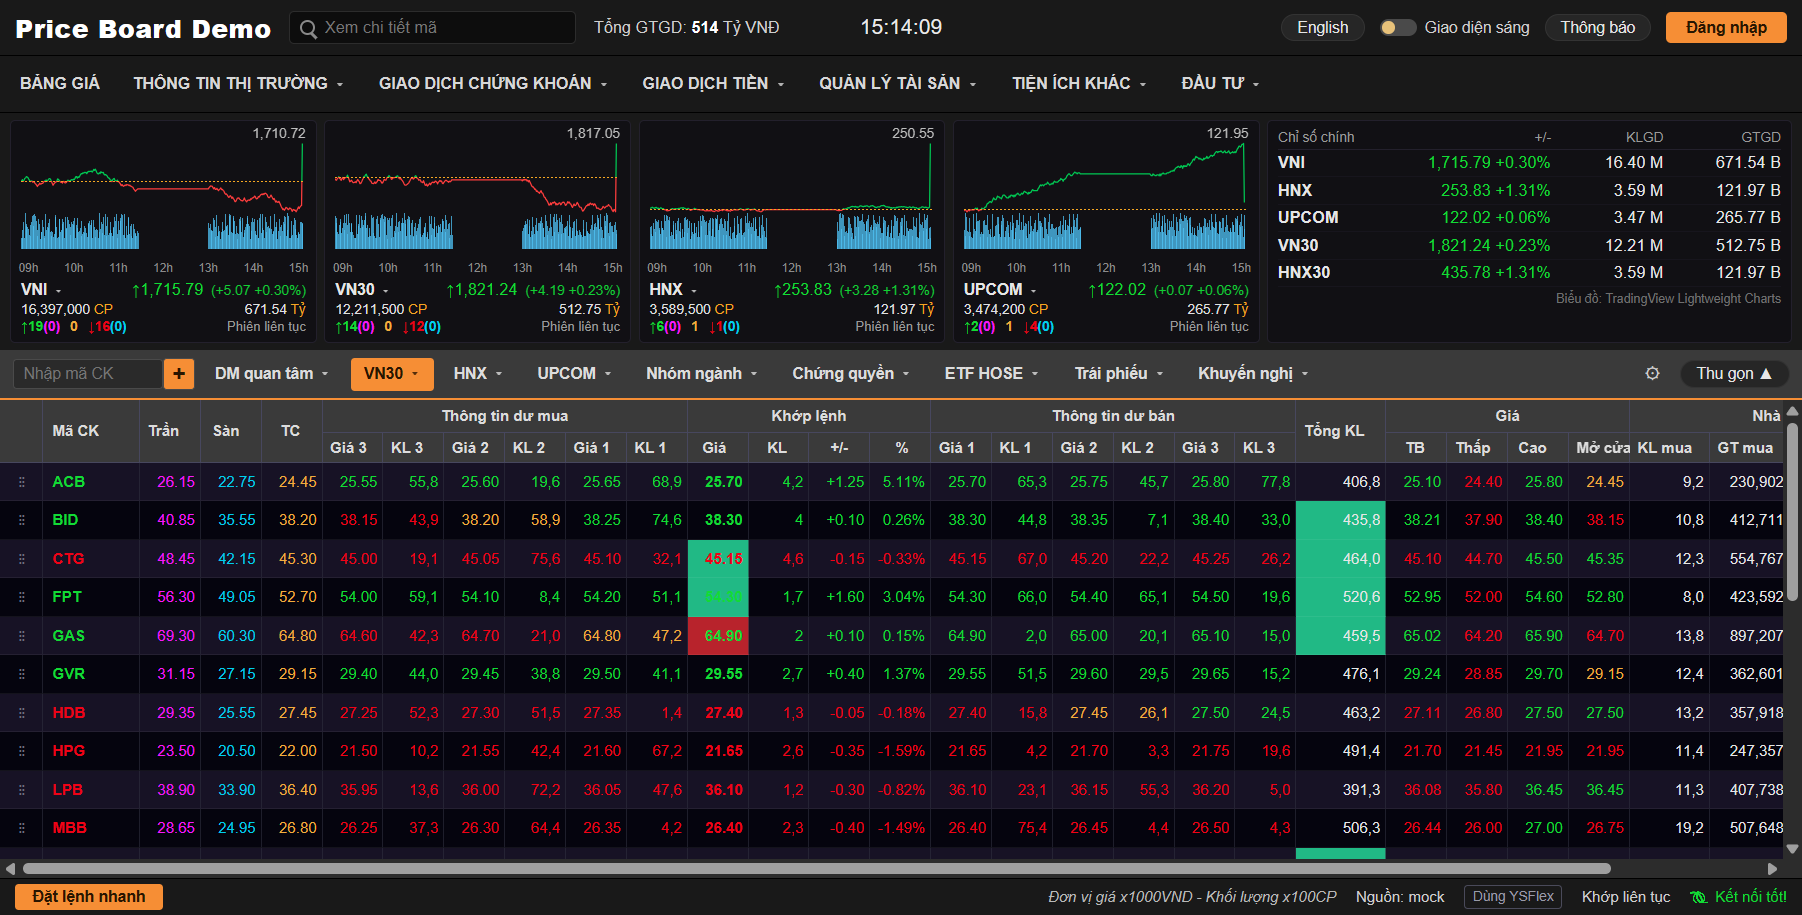 Price Board Demo
Xem chi tiết mã
Tổng GTGD: 514 Tỷ VNĐ
15:14:09
English
Giao diện sáng
Thông báo
Đăng nhập
BẢNG GIÁ
THÔNG TIN THỊ TRƯỜNG
GIAO DỊCH CHỨNG KHOÁN
GIAO DỊCH TIỀN
QUẢN LÝ TÀI SẢN
TIỆN ÍCH KHÁC
ĐẦU TƯ
1,710.72
09h 10h 11h 12h 13h 14h 15h
VNI ↑1,715.79 (+5.07 +0.30%)
16,397,000 CP 671.54 Tỷ
↑19(0) 0 ↓16(0) Phiên liên tục
1,817.05
09h 10h 11h 12h 13h 14h 15h
VN30 ↑1,821.24 (+4.19 +0.23%)
12,211,500 CP 512.75 Tỷ
↑14(0) 0 ↓12(0) Phiên liên tục
250.55
09h 10h 11h 12h 13h 14h 15h
HNX ↑253.83 (+3.28 +1.31%)
3,589,500 CP 121.97 Tỷ
↑6(0) 1 ↓1(0) Phiên liên tục
121.95
09h 10h 11h 12h 13h 14h 15h
UPCOM ↑122.02 (+0.07 +0.06%)
3,474,200 CP 265.77 Tỷ
↑2(0) 1 ↓4(0) Phiên liên tục
Chỉ số chính +/- KLGD GTGD
VNI 1,715.79 +0.30% 16.40 M 671.54 B
HNX 253.83 +1.31% 3.59 M 121.97 B
UPCOM 122.02 +0.06% 3.47 M 265.77 B
VN30 1,821.24 +0.23% 12.21 M 512.75 B
HNX30 435.78 +1.31% 3.59 M 121.97 B
Biểu đồ: TradingView Lightweight Charts
Nhập mã CK + DM quan tâm VN30 HNX UPCOM Nhóm ngành Chứng quyền ETF HOSE Trái phiếu Khuyến nghị Thu gọn ▲
Mã CK Trần Sàn TC Thông tin dư mua Khớp lệnh Thông tin dư bán Tổng KL Giá Nhà
Giá 3 KL 3 Giá 2 KL 2 Giá 1 KL 1 Giá KL +/- % Giá 1 KL 1 Giá 2 KL 2 Giá 3 KL 3 TB Thấp Cao Mở cửa KL mua GT mua
ACB 26.15 22.75 24.45 25.55 55,8 25.60 19,6 25.65 68,9 25.70 4,2 +1.25 5.11% 25.70 65,3 25.75 45,7 25.80 77,8 406,8 25.10 24.40 25.80 24.45 9,2 230,902
BID 40.85 35.55 38.20 38.15 43,9 38.20 58,9 38.25 74,6 38.30 4 +0.10 0.26% 38.30 44,8 38.35 7,1 38.40 33,0 435,8 38.21 37.90 38.40 38.15 10,8 412,711
CTG 48.45 42.15 45.30 45.00 19,1 45.05 75,6 45.10 32,1 45.15 4,6 -0.15 -0.33% 45.15 67,0 45.20 22,2 45.25 26,2 464,0 45.10 44.70 45.50 45.35 12,3 554,767
FPT 56.30 49.05 52.70 54.00 59,1 54.10 8,4 54.20 51,1 54.30 1,7 +1.60 3.04% 54.30 66,0 54.40 65,1 54.50 19,6 520,6 52.95 52.00 54.60 52.80 8,0 423,592
GAS 69.30 60.30 64.80 64.60 42,3 64.70 21,0 64.80 47,2 64.90 2 +0.10 0.15% 64.90 2,0 65.00 20,1 65.10 15,0 459,5 65.02 64.20 65.90 64.70 13,8 897,207
GVR 31.15 27.15 29.15 29.40 44,0 29.45 38,8 29.50 41,1 29.55 2,7 +0.40 1.37% 29.55 51,5 29.60 29,5 29.65 15,2 476,1 29.24 28.85 29.70 29.15 12,4 362,601
HDB 29.35 25.55 27.45 27.25 52,3 27.30 51,5 27.35 1,4 27.40 1,3 -0.05 -0.18% 27.40 15,8 27.45 26,1 27.50 24,5 463,2 27.11 26.80 27.50 27.50 13,2 357,918
HPG 23.50 20.50 22.00 21.50 10,2 21.55 42,4 21.60 67,2 21.65 2,6 -0.35 -1.59% 21.65 4,2 21.70 3,3 21.75 19,6 491,4 21.70 21.45 21.95 21.95 11,4 247,357
LPB 38.90 33.90 36.40 35.95 13,6 36.00 72,2 36.05 47,6 36.10 1,2 -0.30 -0.82% 36.10 23,1 36.15 55,3 36.20 5,0 391,3 36.08 35.80 36.45 36.45 11,3 407,738
MBB 28.65 24.95 26.80 26.25 37,3 26.30 64,4 26.35 4,2 26.40 2,3 -0.40 -1.49% 26.40 75,4 26.45 4,4 26.50 4,3 506,3 26.44 26.00 27.00 26.75 19,2 507,648
Đặt lệnh nhanh
Đơn vị giá x1000VND - Khối lượng x100CP
Nguồn: mock
Dùng YSFlex
Khớp liên tục
Kết nối tốt!